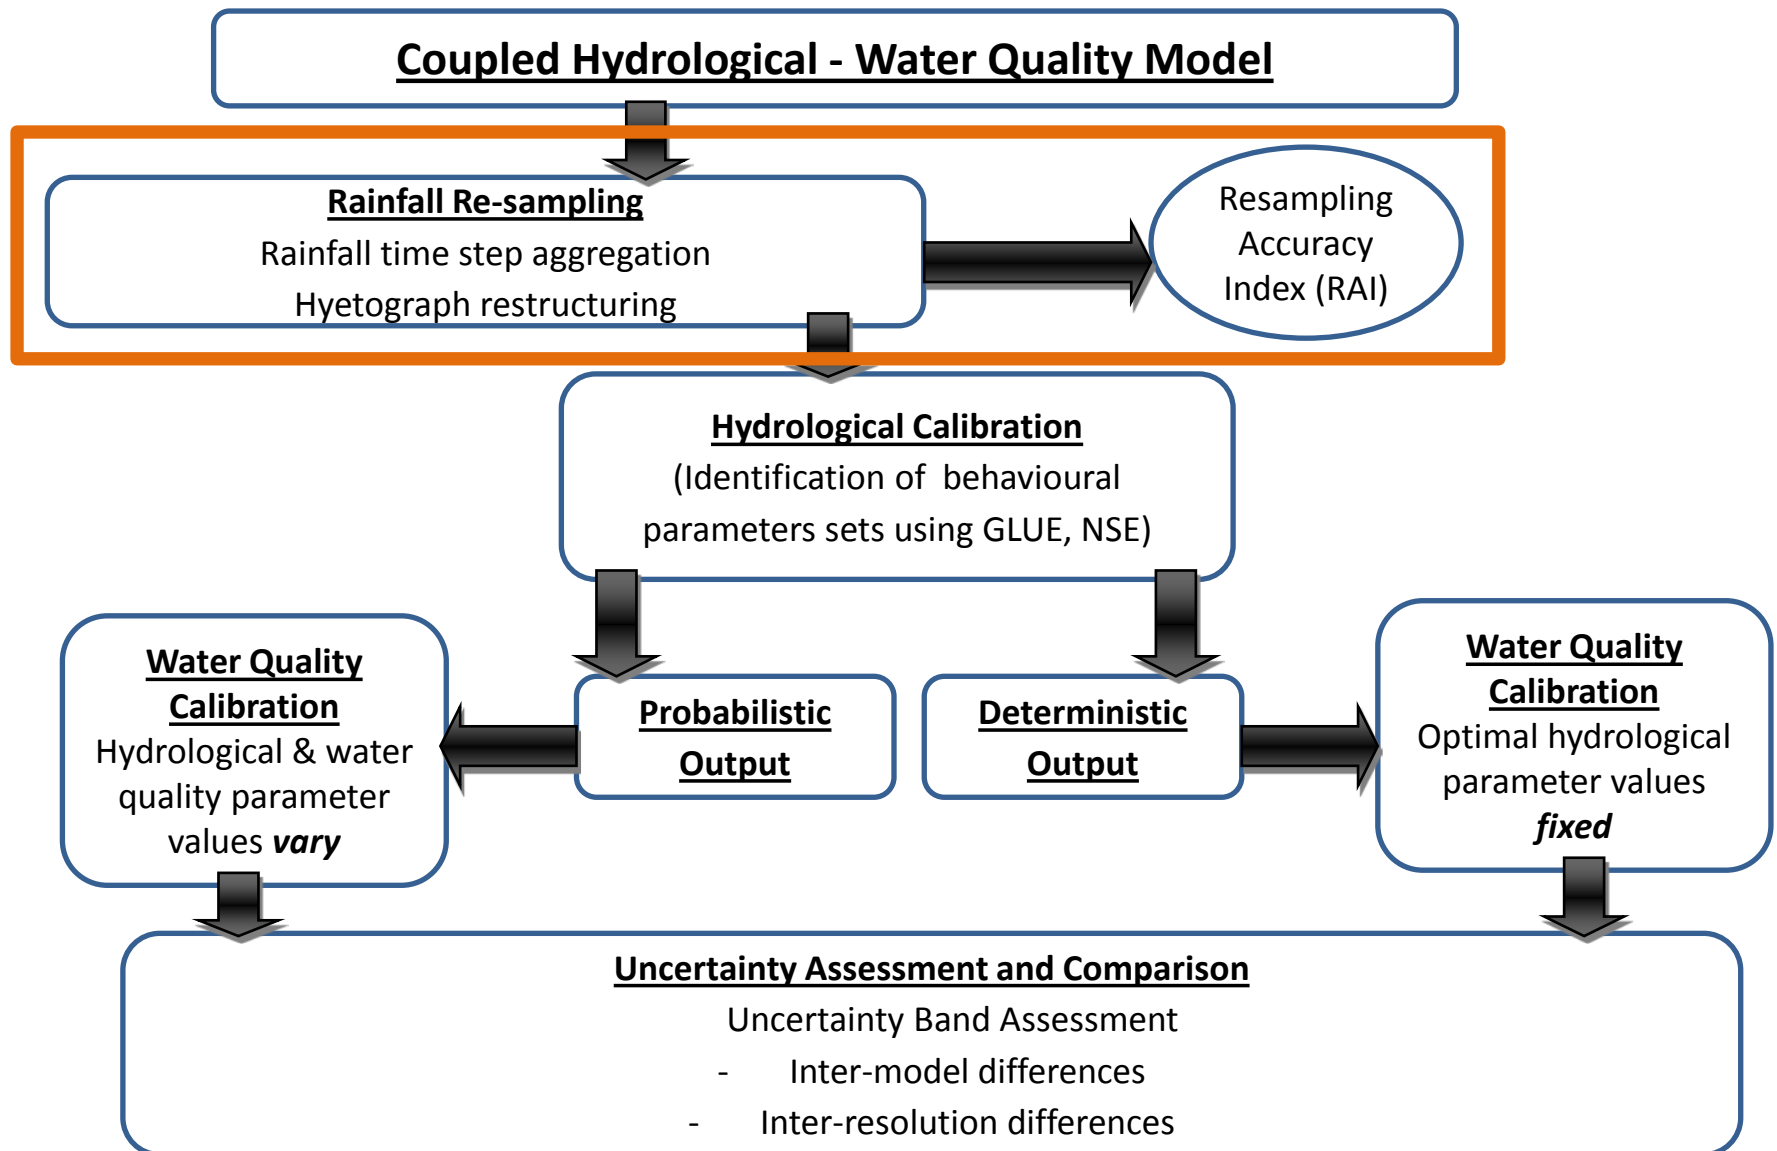 Coupled Hydrological - Water Quality Model
Rainfall Re-sampling
Rainfall time step aggregation
Hyetograph restructuring
Resampling
Accuracy
Index (RAI)
Hydrological Calibration
(Identification of behavioural
parameters sets using GLUE, NSE)
Water Quality
Calibration
Hydrological & water
quality parameter
values vary
Probabilistic
Output
Deterministic
Output
Water Quality
Calibration
Optimal hydrological
parameter values
fixed
Uncertainty Assessment and Comparison
Uncertainty Band Assessment
- Inter-model differences
- Inter-resolution differences